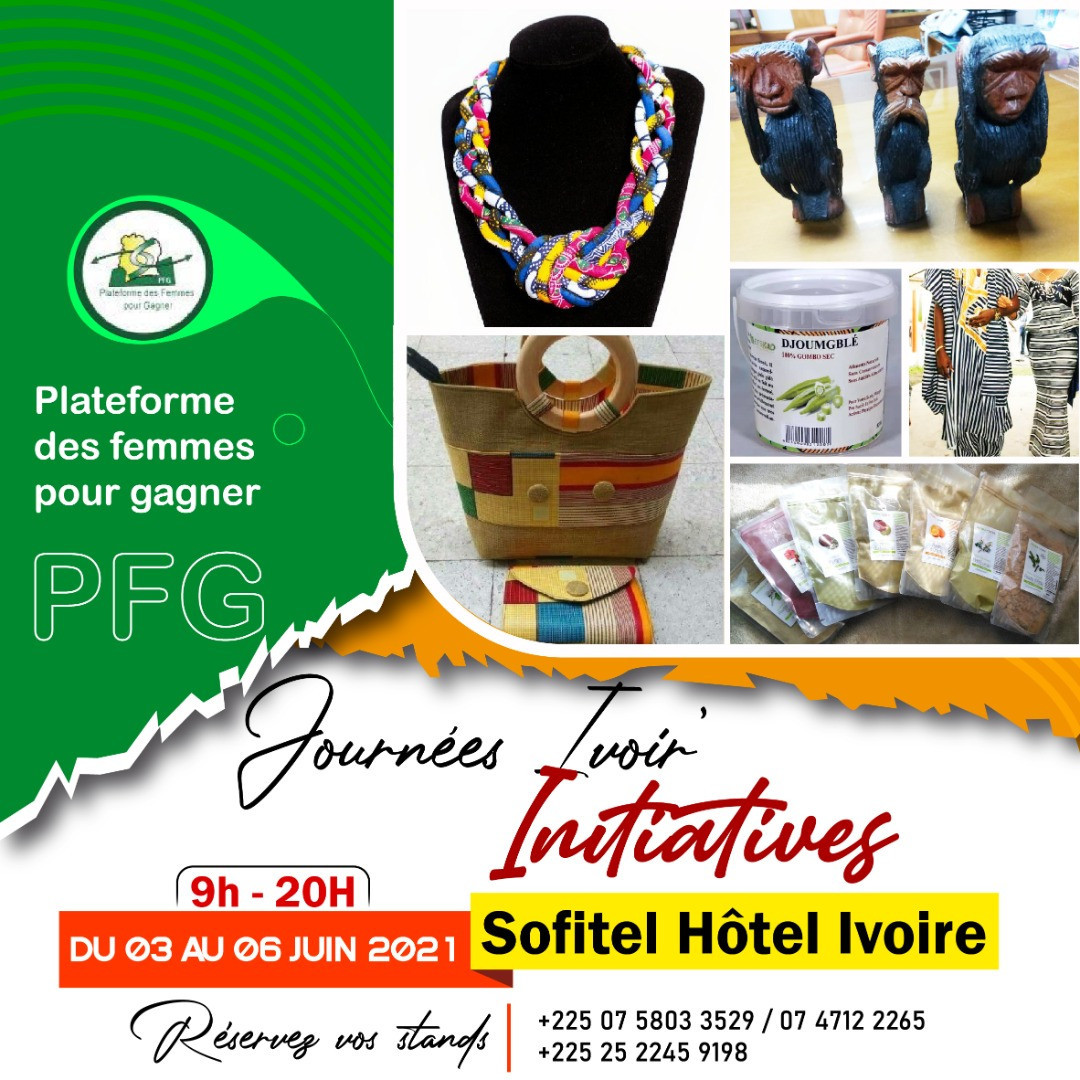 PFG
Plateforme des Femmes
pour Gagner
Plateforme
des femmes
pour gagner
PFG
DJOUMGBLÉ
100% GOMBO SEC
Journées Ivoir'
Initiatives
9h - 20H
DU 03 AU 06 JUIN 2021
Sofitel Hôtel Ivoire
Réservez vos stands
+225 07 5803 3529 / 07 4712 2265
+225 25 2245 9198